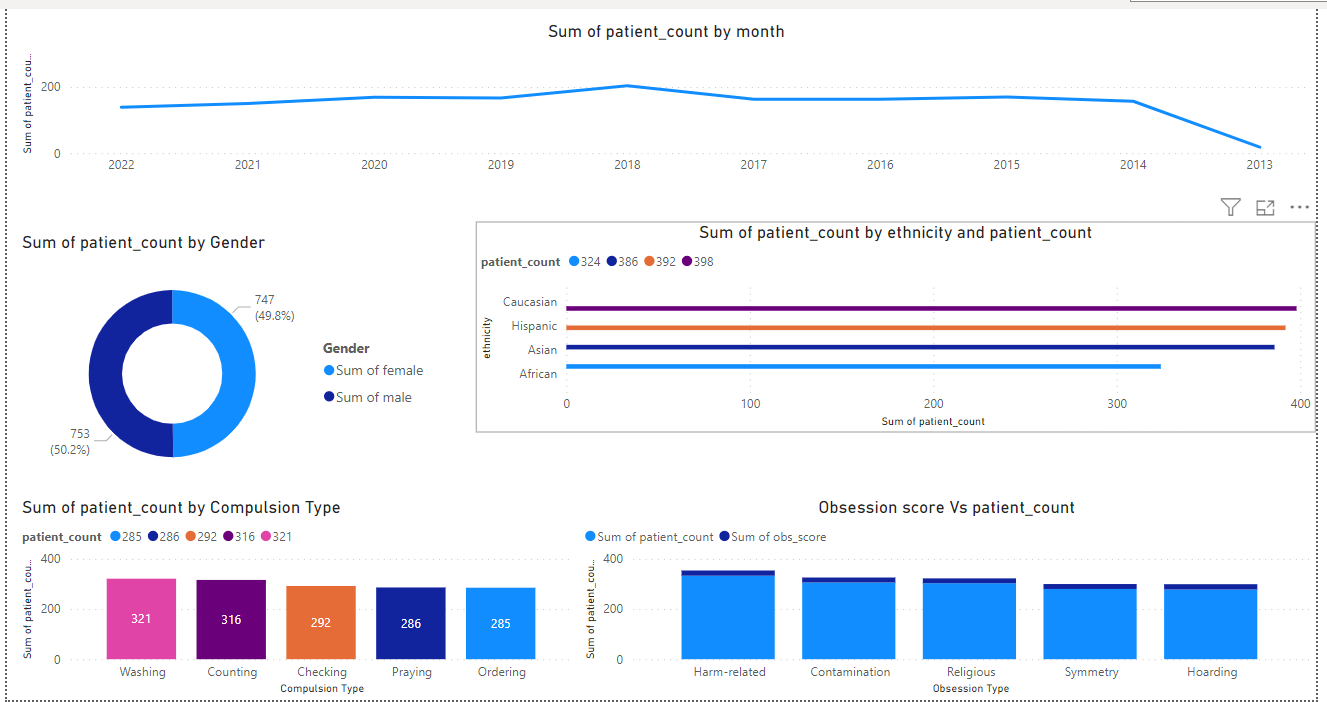 Sum of patient_count by month
Sum of patient_cou...
200
0
2022 2021 2020 2019 2018 2017 2016 2015 2014 2013
Sum of patient_count by Gender
747
(49.8%)
753
(50.2%)
Gender
Sum of female
Sum of male
Sum of patient_count by ethnicity and patient_count
patient_count 324 386 392 398
ethnicity
Caucasian
Hispanic
Asian
African
0 100 200 300 400
Sum of patient_count
Sum of patient_count by Compulsion Type
patient_count 285 286 292 316 321
Sum of patient_cou...
400
200
0
321 316 292 286 285
Washing Counting Checking Praying Ordering
Compulsion Type
Obsession score Vs patient_count
Sum of patient_count Sum of obs_score
Sum of patient_cou...
400
200
0
Harm-related Contamination Religious Symmetry Hoarding
Obsession Type